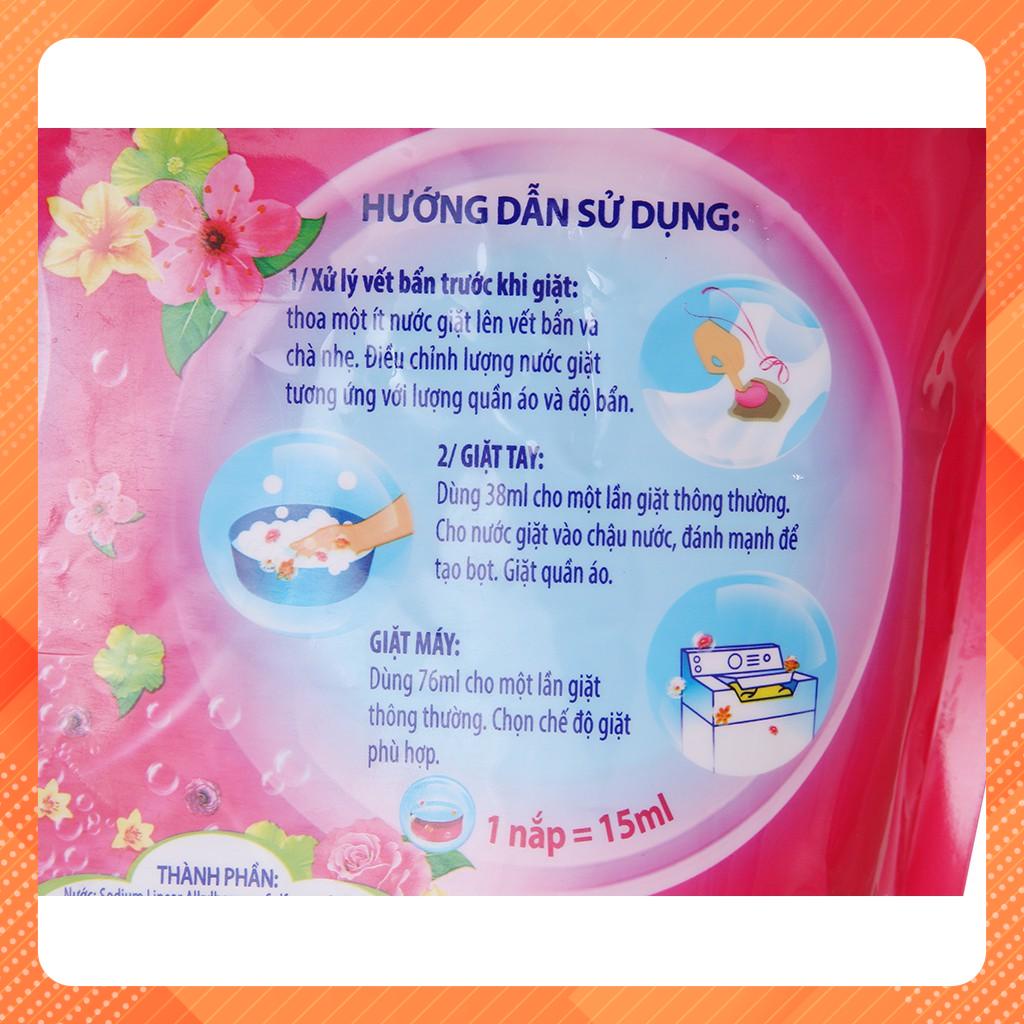 HƯỚNG DẪN SỬ DỤNG:
1/ Xử lý vết bẩn trước khi giặt:
thoa một ít nước giặt lên vết bẩn và
chà nhẹ. Điều chỉnh lượng nước giặt
tương ứng với lượng quần áo và độ bẩn.
2/ GIẶT TAY:
Dùng 38ml cho một lần giặt thông thường.
Cho nước giặt vào chậu nước, đánh mạnh để
tạo bọt. Giặt quần áo.
GIẶT MÁY:
Dùng 76ml cho một lần giặt
thông thường. Chọn chế độ giặt
phù hợp.
1 nắp = 15ml
THÀNH PHẦN:
Nước; Sodium Linear